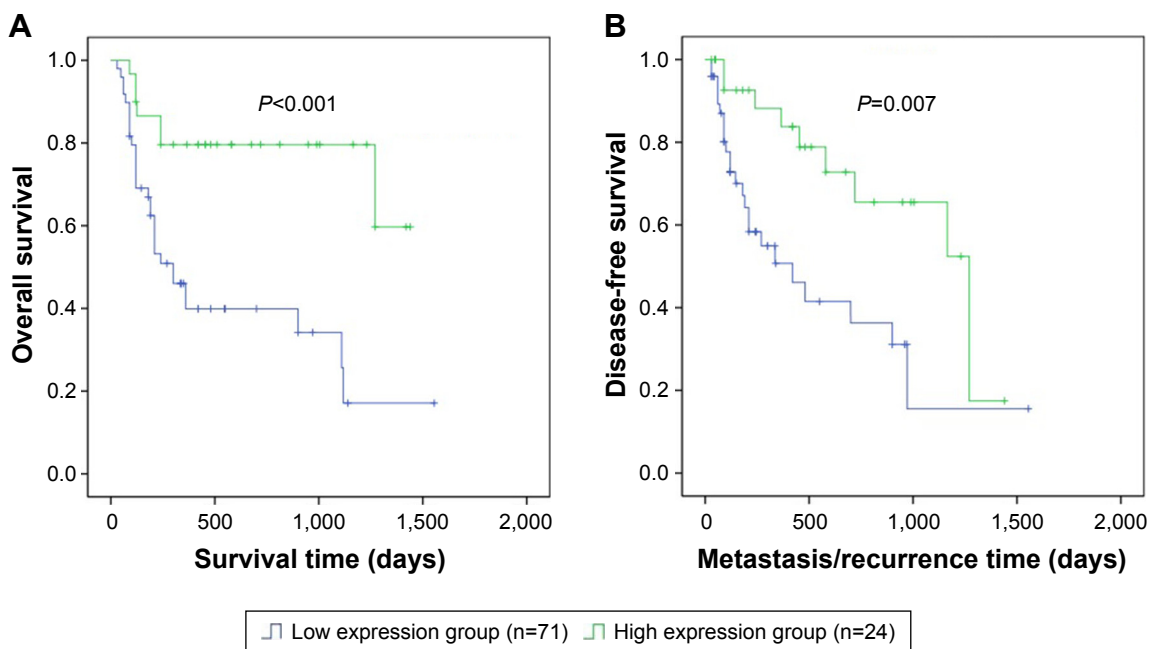 A
Overall survival
1.0
0.8
0.6
0.4
0.2
0.0
P<0.001
0 500 1,000 1,500 2,000
Survival time (days)
B
Disease-free survival
1.0
0.8
0.6
0.4
0.2
0.0
P=0.007
0 500 1,000 1,500 2,000
Metastasis/recurrence time (days)
Low expression group (n=71) High expression group (n=24)